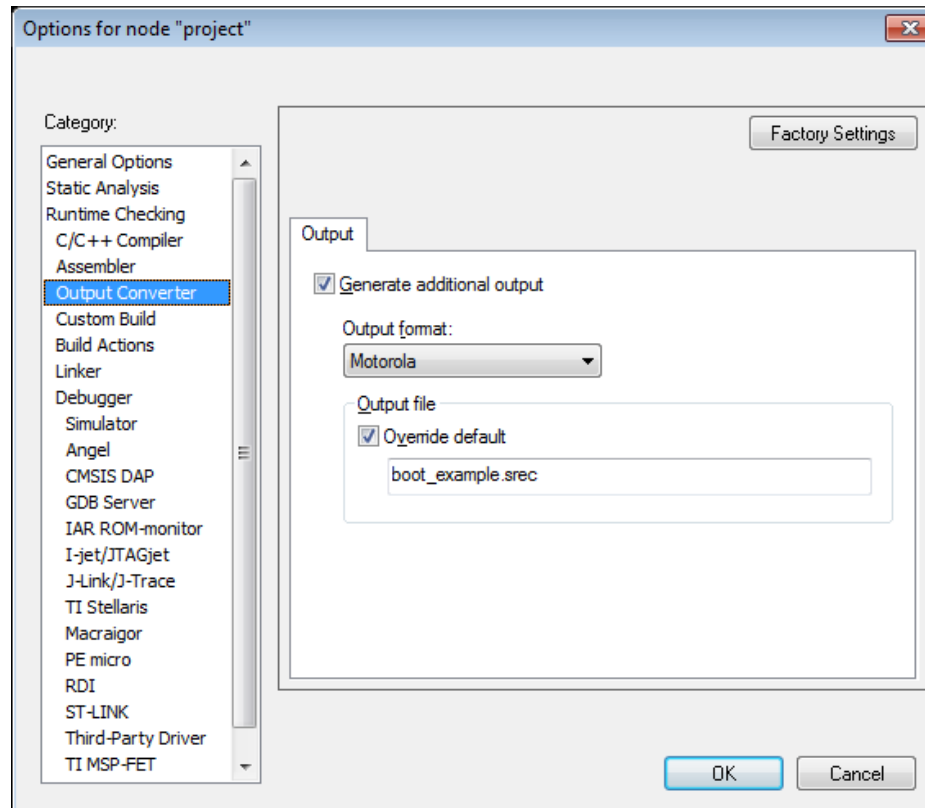 Options for node "project"
Category:
Factory Settings
General Options
Static Analysis
Runtime Checking
C/C++ Compiler
Assembler
Output Converter
Custom Build
Build Actions
Linker
Debugger
Simulator
Angel
CMSIS DAP
GDB Server
IAR ROM-monitor
I-jet/JTAGjet
J-Link/J-Trace
TI Stellaris
Macraigor
PE micro
RDI
ST-LINK
Third-Party Driver
TI MSP-FET
Output
Generate additional output
Output format:
Motorola
Output file
Override default
boot_example.srec
OK
Cancel